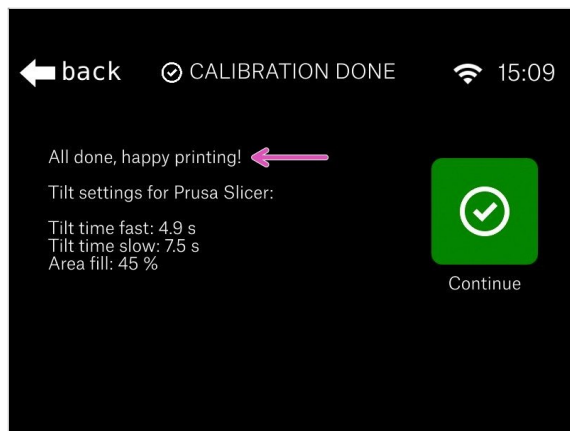 back
CALIBRATION DONE
15:09
All done, happy printing!
Tilt settings for Prusa Slicer:
Tilt time fast: 4.9 s
Tilt time slow: 7.5 s
Area fill: 45 %
Continue